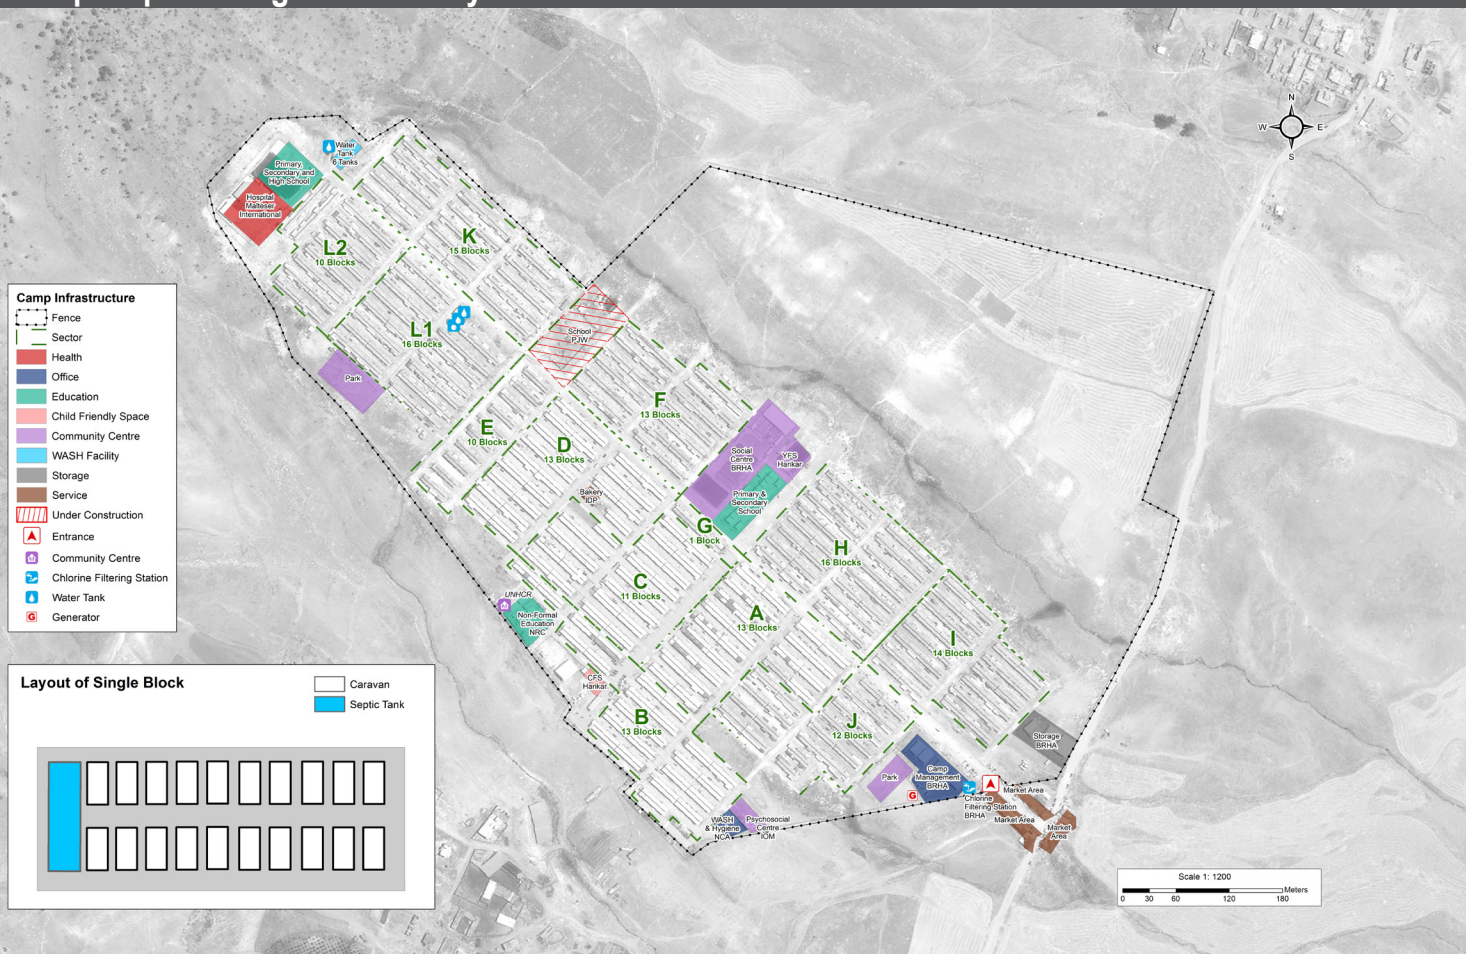 N
W
E
S
Water
Tank
6 Tanks
Primary,
Secondary and
High School
Hospital
Malteser
International
K
15 Blocks
L2
10 Blocks
L1
16 Blocks
School
PJW
Park
F
13 Blocks
E
10 Blocks
D
13 Blocks
Social
Centre
BRHA
YFS
Harikar
Bakery
IDP
Primary &
Secondary
School
G
1 Block
H
16 Blocks
C
11 Blocks
UNHCR
Non-Formal
Education
NRC
A
13 Blocks
I
14 Blocks
CFS
Harikar
B
13 Blocks
J
12 Blocks
Storage
BRHA
Park
Camp
Management
BRHA
G
Market Area
Chlorine
Filtering Station
BRHA
Market Area
Market
Area
WASH
& Hygiene
NCA
Psychosocial
Centre
IOM
Camp Infrastructure
Fence
Sector
Health
Office
Education
Child Friendly Space
Community Centre
WASH Facility
Storage
Service
Under Construction
Entrance
Community Centre
Chlorine Filtering Station
Water Tank
G Generator
Layout of Single Block
Caravan
Septic Tank
Scale 1: 1200
Meters
0 30 60 120 180